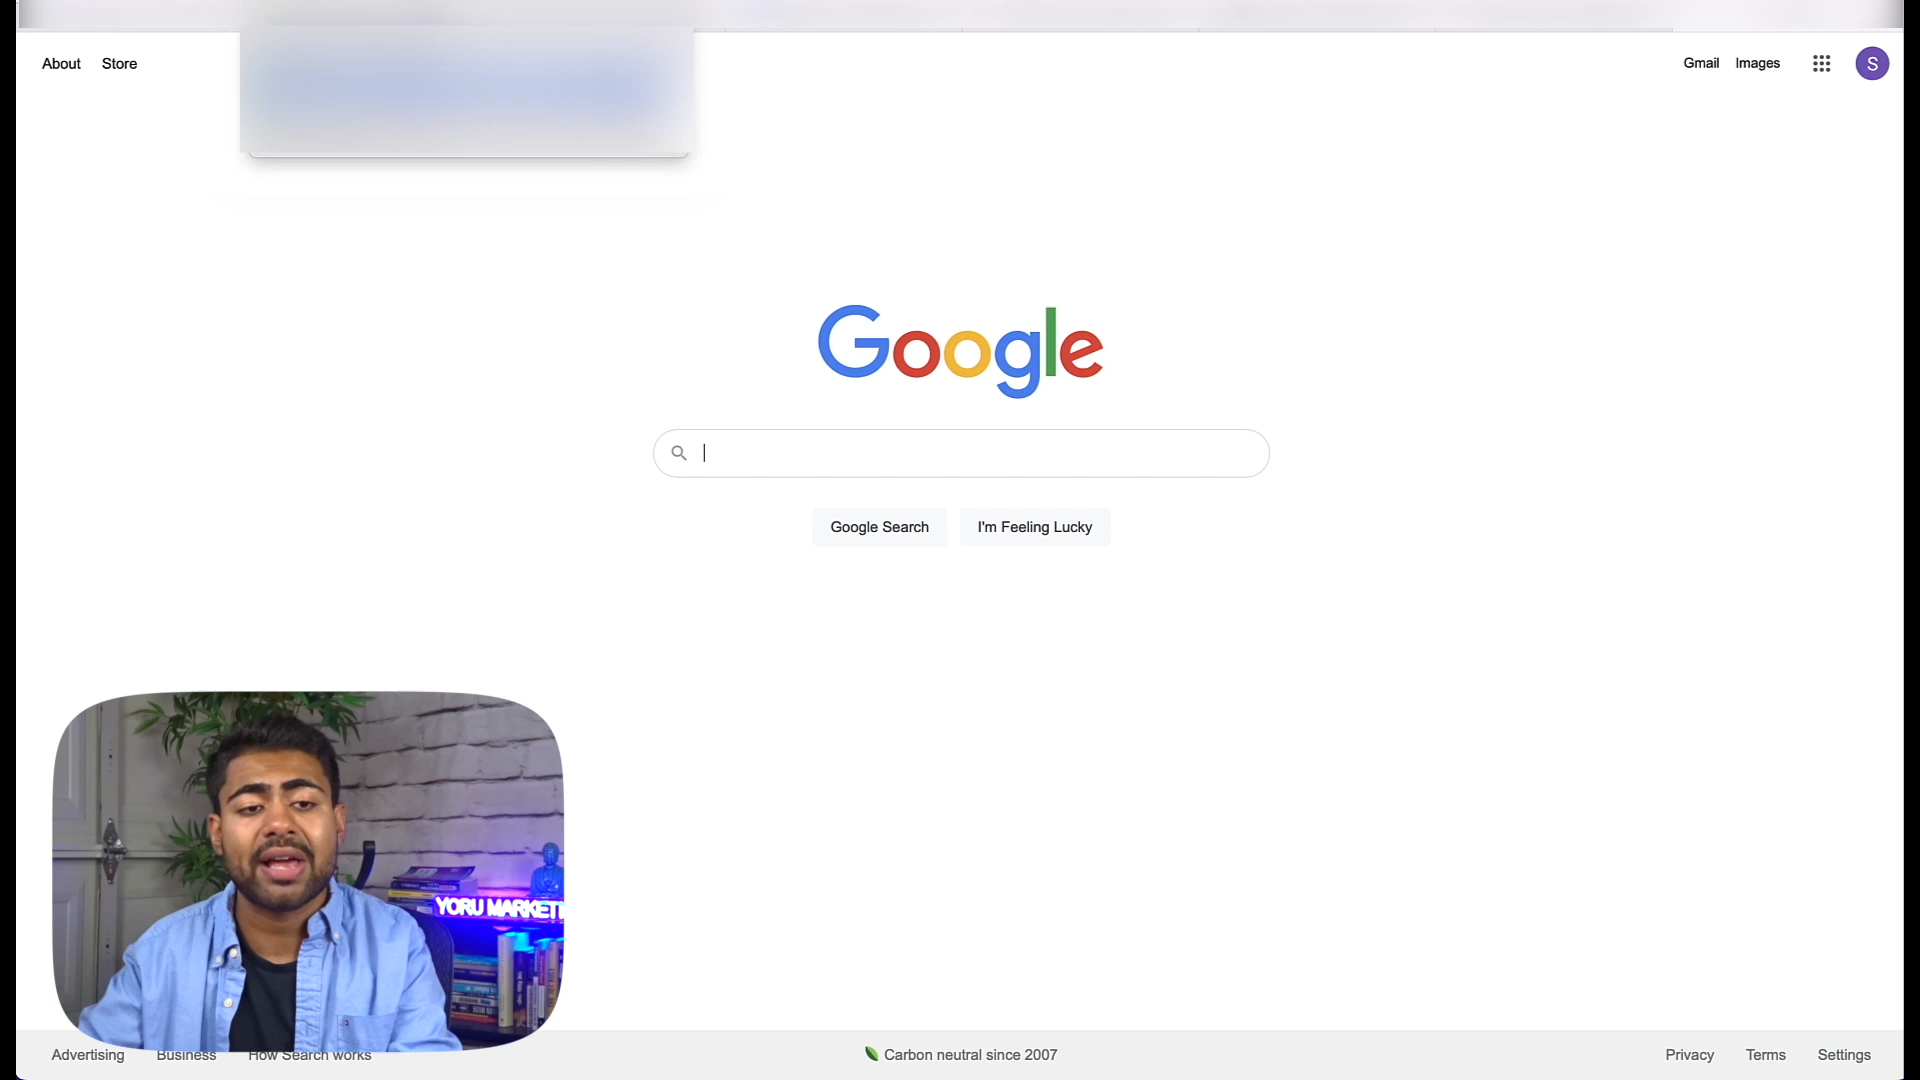 About Store
Gmail Images
S
Google
Google Search I'm Feeling Lucky
YORU MARKETI
Advertising Business How Search works
Carbon neutral since 2007
Privacy Terms Settings